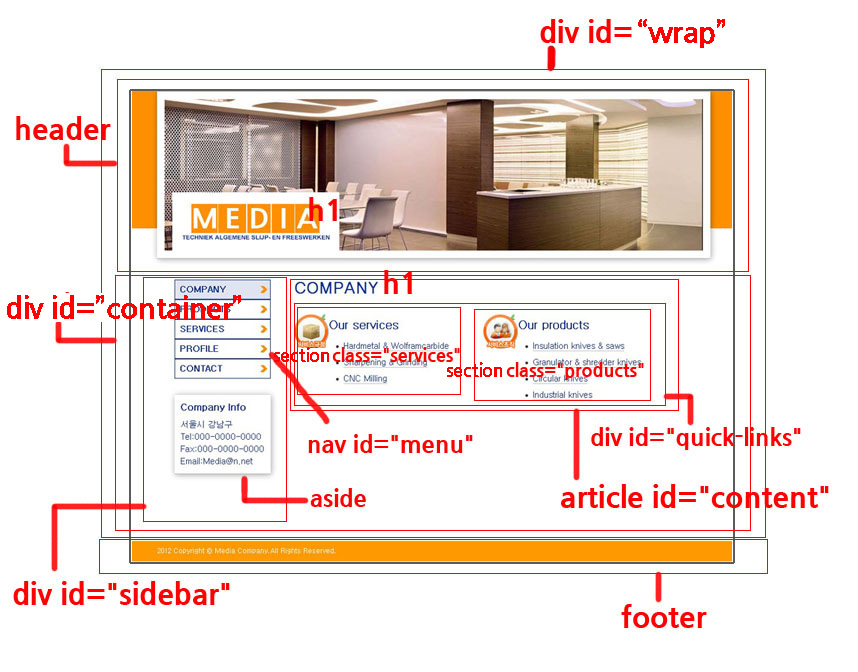 div id=“wrap”
header
MEDIA
h1
TECHNIEK ALGEMENE SLIJP- EN FREESWERKEN
div id=”container”
COMPANY
PRODUCTS
SERVICES
PROFILE
CONTACT
COMPANY
h1
Our services
Hardmetal & Wolframcarbide
Sharpening & Grinding
CNC Milling
section class="services"
Our products
Insulation knives & saws
Granulator & shredder knives
Circular knives
Industrial knives
section class="products"
Company Info
서울시 강남구
Tel:000-0000-0000
Fax:000-0000-0000
Email:Media@n.net
nav id="menu"
div id="quick-links"
aside
article id="content"
2012 Copyright © Media Company.All Rights Reserved.
div id="sidebar"
footer